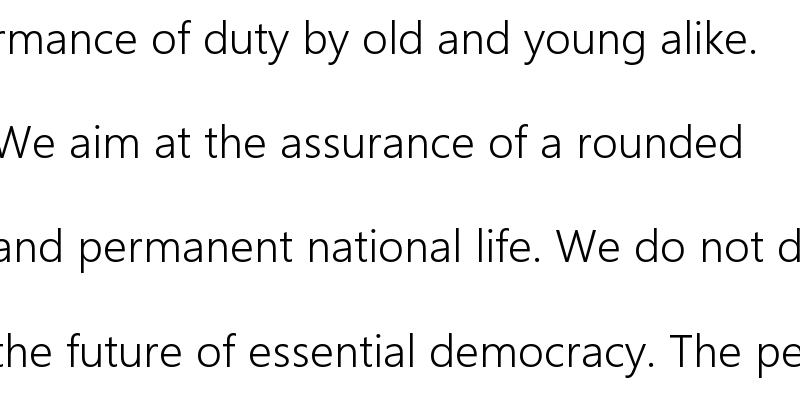 rmance of duty by old and young alike.
We aim at the assurance of a rounded
and permanent national life. We do not d
the future of essential democracy. The pe